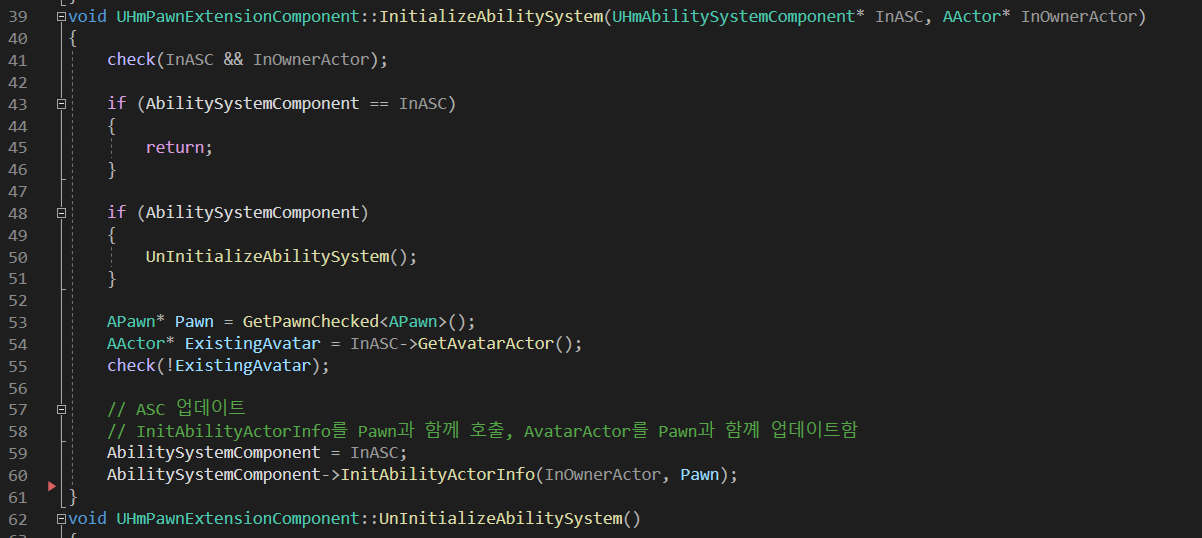 39 void UHmPawnExtensionComponent::InitializeAbilitySystem(UHmAbilitySystemComponent* InASC, AActor* InOwnerActor)
40 {
41     check(InASC && InOwnerActor);
42
43     if (AbilitySystemComponent == InASC)
44     {
45         return;
46     }
47
48     if (AbilitySystemComponent)
49     {
50         UnInitializeAbilitySystem();
51     }
52
53     APawn* Pawn = GetPawnChecked<APawn>();
54     AActor* ExistingAvatar = InASC->GetAvatarActor();
55     check(!ExistingAvatar);
56
57     // ASC 업데이트
58     // InitAbilityActorInfo를 Pawn과 함께 호출, AvatarActor를 Pawn과 함께 업데이트함
59     AbilitySystemComponent = InASC;
60     AbilitySystemComponent->InitAbilityActorInfo(InOwnerActor, Pawn);
61 }
62 void UHmPawnExtensionComponent::UnInitializeAbilitySystem()